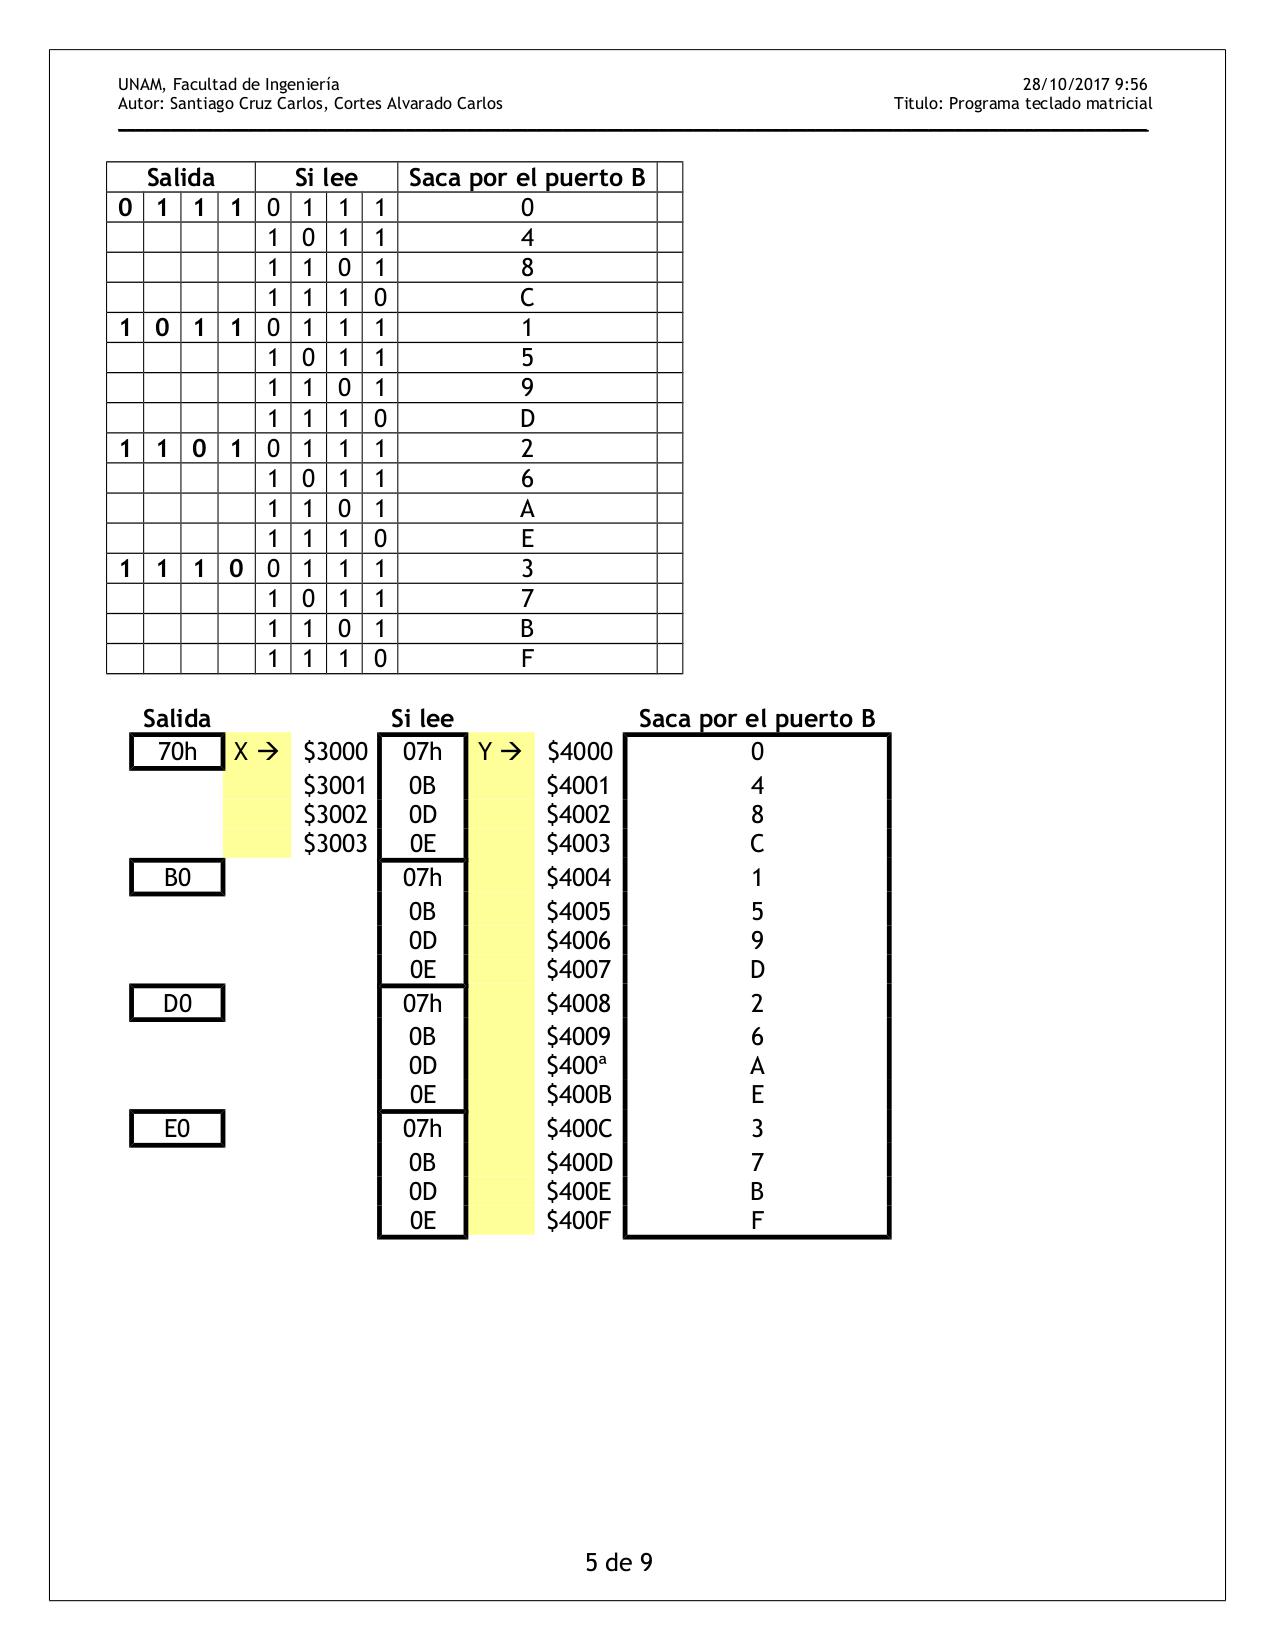 UNAM, Facultad de Ingeniería 28/10/2017 9:56
Autor: Santiago Cruz Carlos, Cortes Alvarado Carlos Titulo: Programa teclado matricial
Salida Si lee Saca por el puerto B
0 1 1 1 0 1 1 1 0
1 0 1 1 4
1 1 0 1 8
1 1 1 0 C
1 0 1 1 0 1 1 1 1
1 0 1 1 5
1 1 0 1 9
1 1 1 0 D
1 1 0 1 0 1 1 1 2
1 0 1 1 6
1 1 0 1 A
1 1 1 0 E
1 1 1 0 0 1 1 1 3
1 0 1 1 7
1 1 0 1 B
1 1 1 0 F
Salida Si lee Saca por el puerto B
70h X → $3000 07h Y → $4000 0
$3001 0B $4001 4
$3002 0D $4002 8
$3003 0E $4003 C
B0 07h $4004 1
0B $4005 5
0D $4006 9
0E $4007 D
D0 07h $4008 2
0B $4009 6
0D $400ª A
0E $400B E
E0 07h $400C 3
0B $400D 7
0D $400E B
0E $400F F
5 de 9